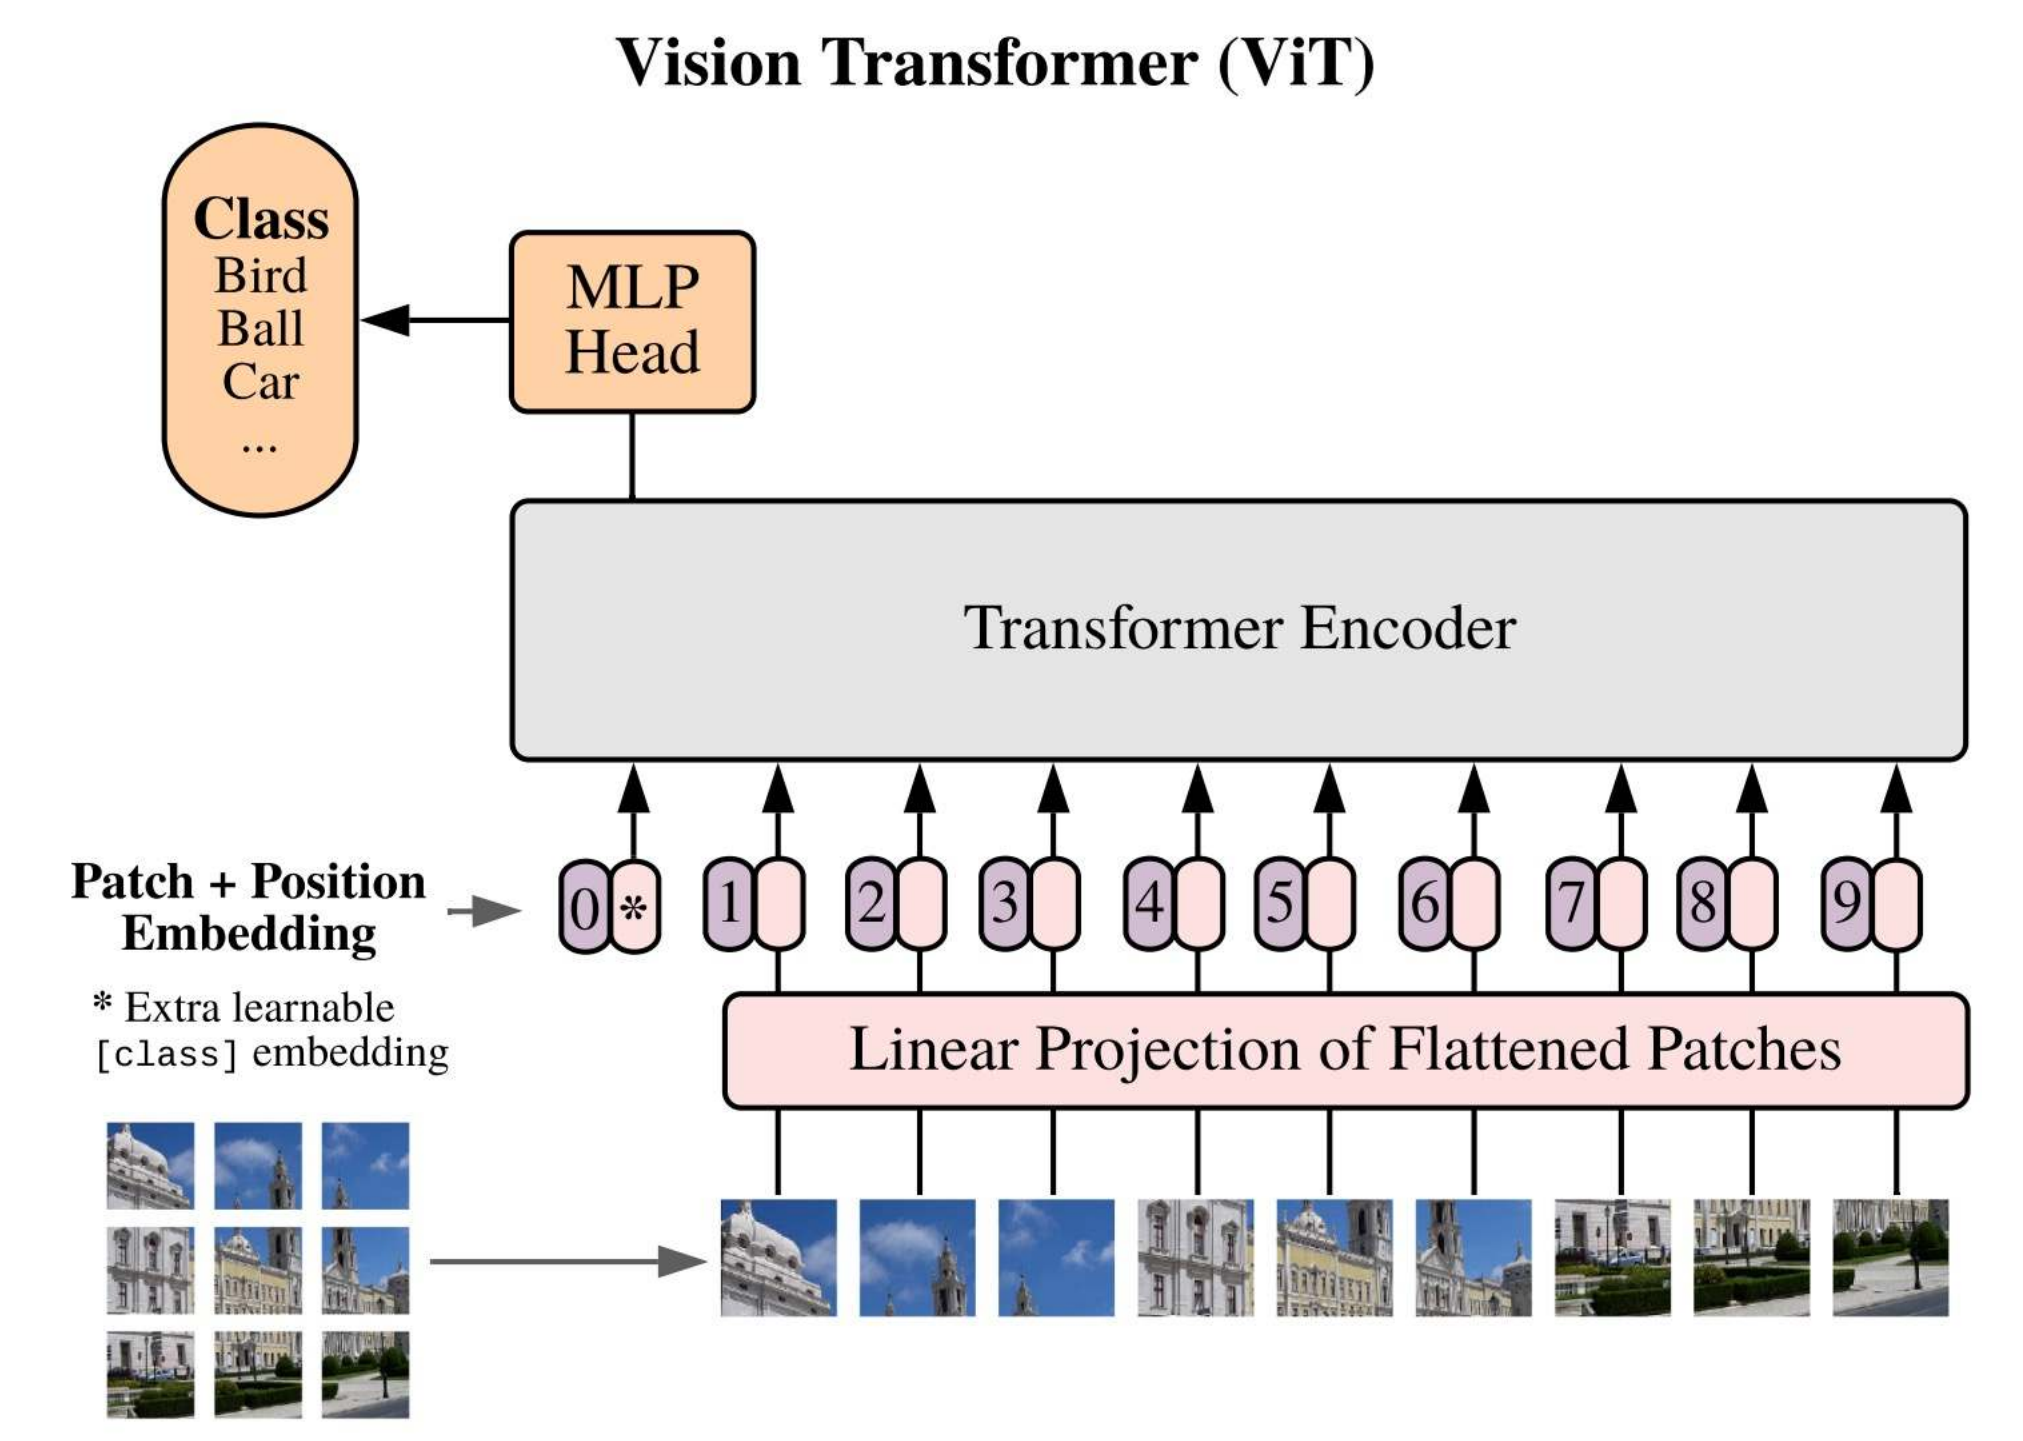 Vision Transformer (ViT)
Class
Bird
Ball
Car
...
MLP
Head
Transformer Encoder
Patch + Position
Embedding
0 * 1 2 3 4 5 6 7 8 9
* Extra learnable
[class] embedding
Linear Projection of Flattened Patches